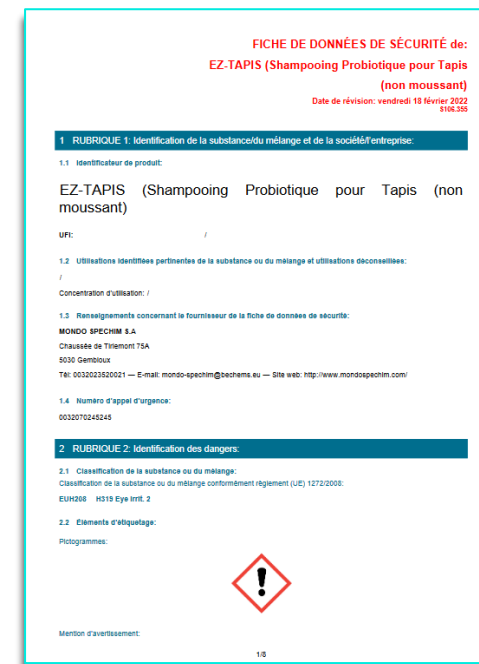 FICHE DE DONNÉES DE SÉCURITÉ de:
EZ-TAPIS (Shampooing Probiotique pour Tapis
(non moussant)
Date de révision: vendredi 18 février 2022
S106.355
1 RUBRIQUE 1: Identification de la substance/du mélange et de la société/l'entreprise:
1.1 Identificateur de produit:
EZ-TAPIS (Shampooing Probiotique pour Tapis (non
moussant)
UFI: /
1.2 Utilisations identifiées pertinentes de la substance ou du mélange et utilisations déconseillées:
/
Concentration d'utilisation: /
1.3 Renseignements concernant le fournisseur de la fiche de données de sécurité:
MONDO SPECHIM S.A
Chaussée de Tirlemont 75A
5030 Gembloux
Tél: 0032023520021 — E-mail: mondo-spechim@bechems.eu — Site web: http://www.mondospechim.com/
1.4 Numéro d'appel d'urgence:
0032070245245
2 RUBRIQUE 2: Identification des dangers:
2.1 Classification de la substance ou du mélange:
Classification de la substance ou du mélange conformément règlement (UE) 1272/2008:
EUH208 H319 Eye Irrit. 2
2.2 Éléments d'étiquetage:
Pictogrammes:
Mention d'avertissement:
1/8